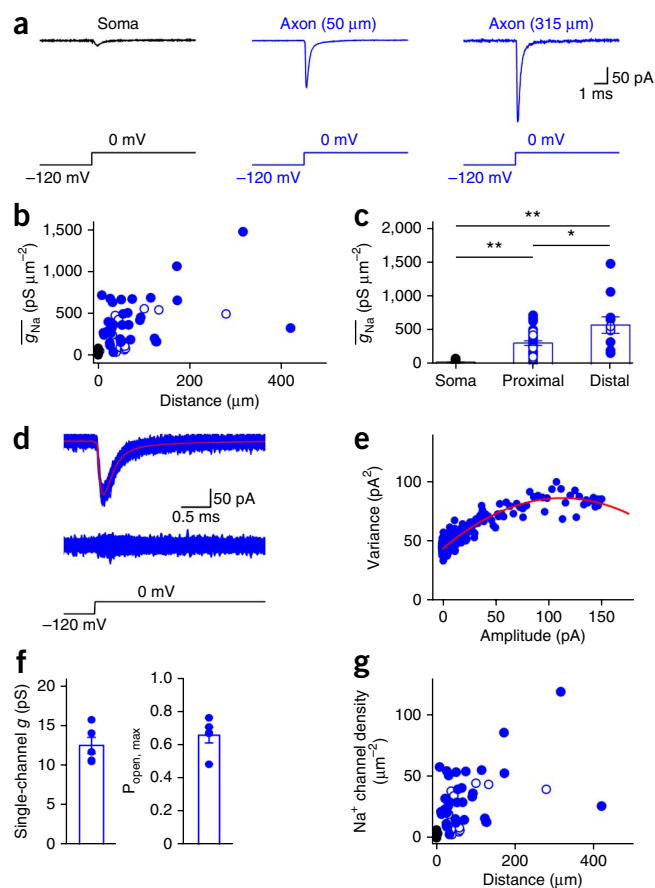 a
Soma
Axon (50 μm)
Axon (315 μm)
50 pA
1 ms
0 mV
0 mV
0 mV
−120 mV
−120 mV
−120 mV
b
1,500
1,000
500
0
g̅Na (pS μm−2)
0 200 400
Distance (μm)
c
2,000
1,500
1,000
500
0
g̅Na (pS μm−2)
**
**
*
Soma Proximal Distal
d
50 pA
0.5 ms
0 mV
−120 mV
e
100
50
0
Variance (pA2)
0 50 100 150
Amplitude (pA)
f
20
15
10
5
0
Single-channel g (pS)
1.0
0.8
0.6
0.4
0.2
0
Popen, max
g
100
50
0
Na+ channel density
(μm−2)
0 200 400
Distance (μm)